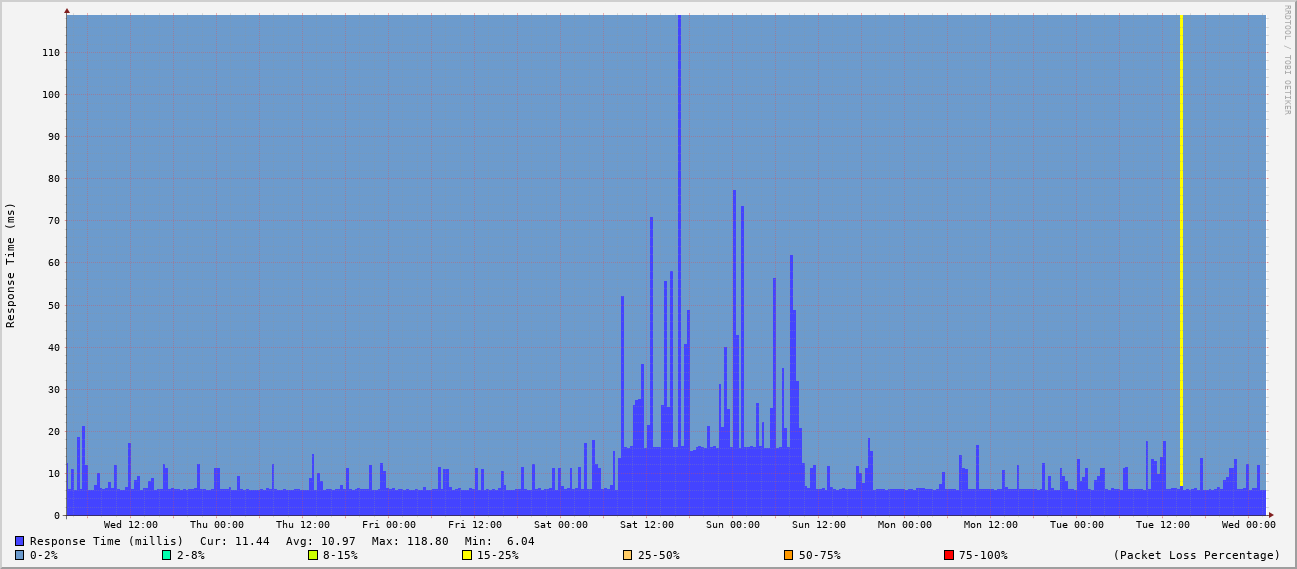 RRDTOOL / TOBI OETIKER
Response Time (ms)
110
100
90
80
70
60
50
40
30
20
10
0
Wed 12:00 Thu 00:00 Thu 12:00 Fri 00:00 Fri 12:00 Sat 00:00 Sat 12:00 Sun 00:00 Sun 12:00 Mon 00:00 Mon 12:00 Tue 00:00 Tue 12:00 Wed 00:00
Response Time (millis) Cur: 11.44 Avg: 10.97 Max: 118.80 Min: 6.04
0-2% 2-8% 8-15% 15-25% 25-50% 50-75% 75-100% (Packet Loss Percentage)